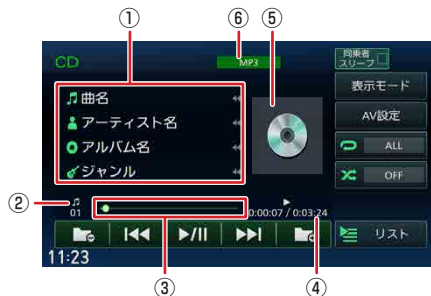 ① ⑥ ⑤
CD MP3 同乗者
スリープ
曲名
アーティスト名
アルバム名
ジャンル
表示モード
AV設定
ALL
OFF
② 01 0:00:07 / 0:03:24
リスト
11:23
③ ④